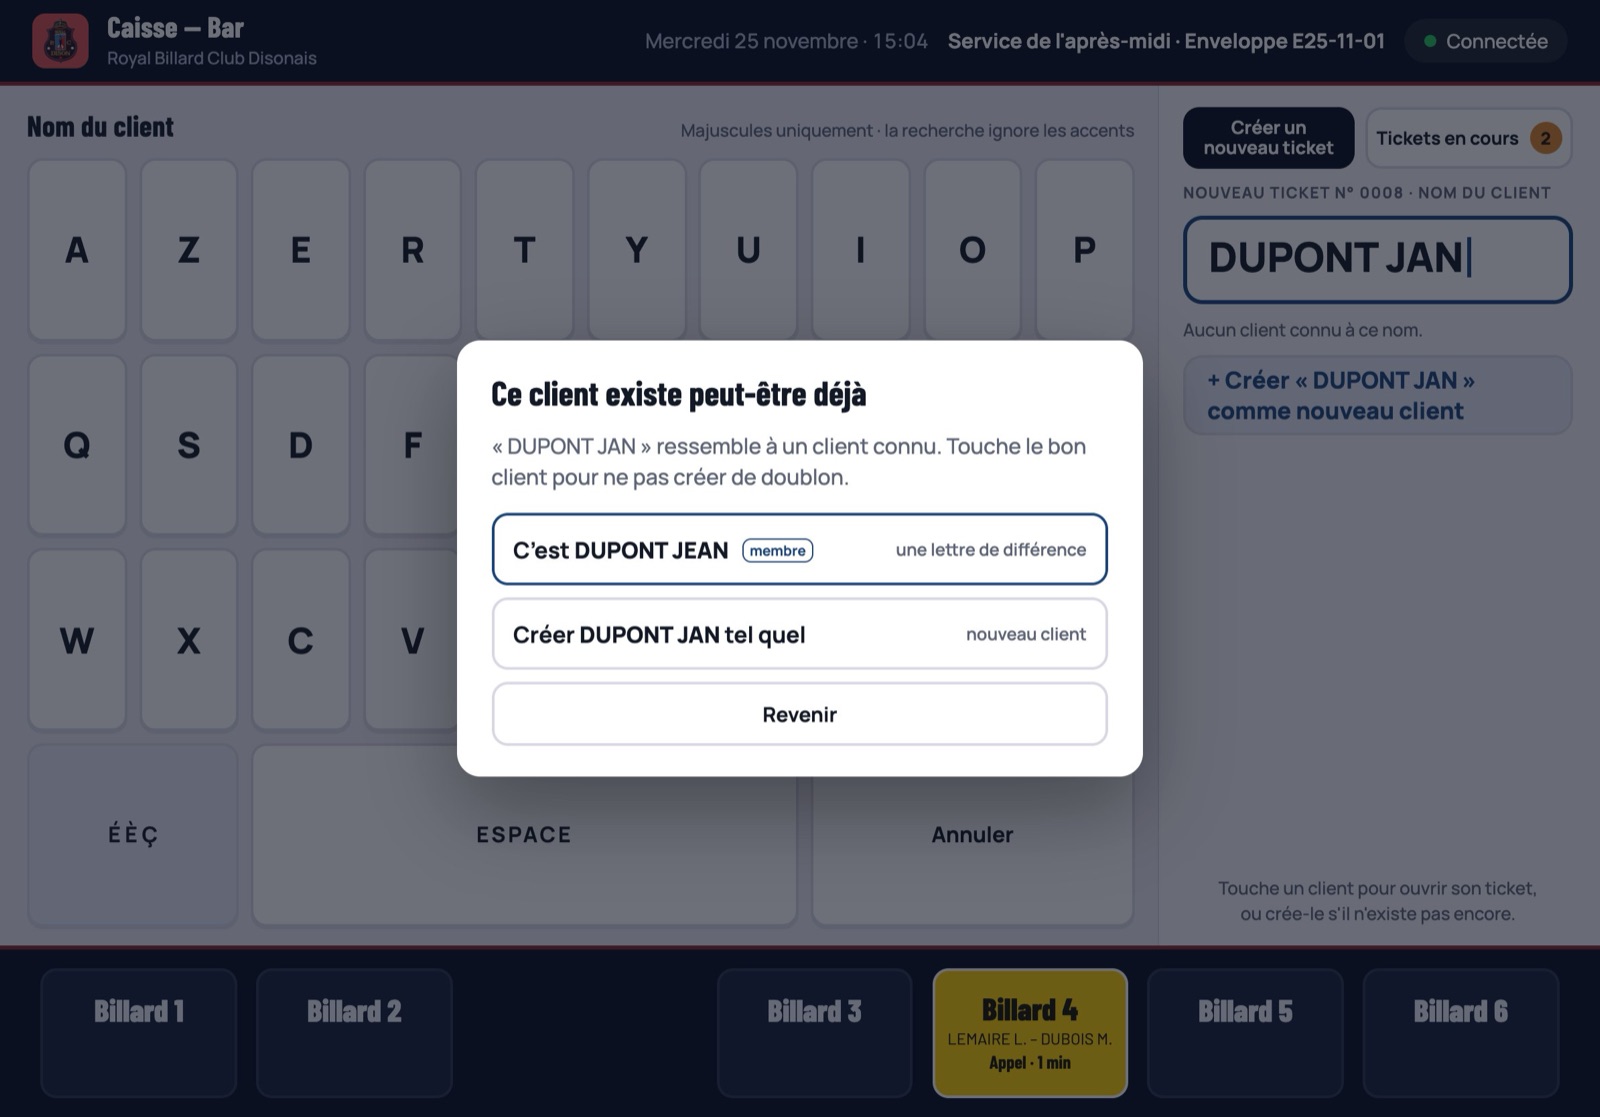 Caisse – Bar
Royal Billard Club Disonais
Mercredi 25 novembre · 15:04
Service de l'après-midi · Enveloppe E25-11-01
Connectée
Nom du client
Majuscules uniquement · la recherche ignore les accents
A Z E R T Y U I O P
Q S D F
W X C V
ÉÈÇ
ESPACE
Annuler
Ce client existe peut-être déjà
« DUPONT JAN » ressemble à un client connu. Touche le bon
client pour ne pas créer de doublon.
C’est DUPONT JEAN membre une lettre de différence
Créer DUPONT JAN tel quel nouveau client
Revenir
Créer un
nouveau ticket
Tickets en cours 2
NOUVEAU TICKET N° 0008 · NOM DU CLIENT
DUPONT JAN
Aucun client connu à ce nom.
+ Créer « DUPONT JAN »
comme nouveau client
Touche un client pour ouvrir son ticket,
ou crée-le s'il n'existe pas encore.
Billard 1
Billard 2
Billard 3
Billard 4
LEMAIRE L. – DUBOIS M.
Appel · 1 min
Billard 5
Billard 6